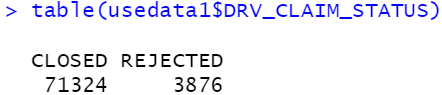 > table(usedata1$DRV_CLAIM_STATUS)
CLOSED REJECTED
71324 3876